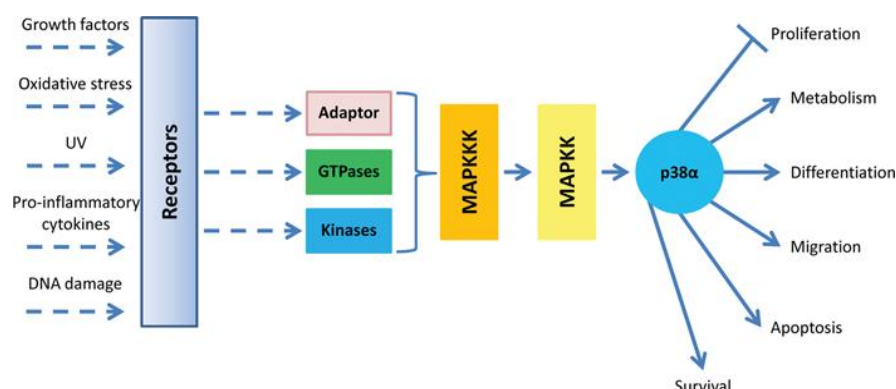 Growth factors
Oxidative stress
UV
Pro-inflammatory
cytokines
DNA damage
Receptors
Adaptor
GTPases
Kinases
MAPKKK
MAPKK
p38α
Proliferation
Metabolism
Differentiation
Migration
Apoptosis
Survival